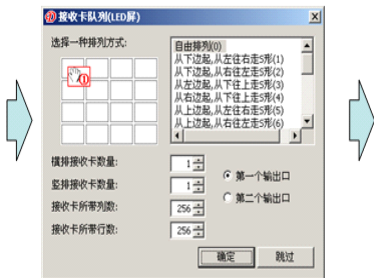 接收卡队列(LED屏)
选择一种排列方式:
自由排列(0)
从下边起,从左往右走S形(1)
从下边起,从右往左走S形(2)
从左边起,从下往上走S形(3)
从右边起,从下往上走S形(4)
从上边起,从左往右走S形(5)
从上边起,从右往左走S形(6)
横排接收卡数量:
1
竖排接收卡数量:
1
第一个输出口
第二个输出口
接收卡所带列数:
256
接收卡所带行数:
256
确定
跳过